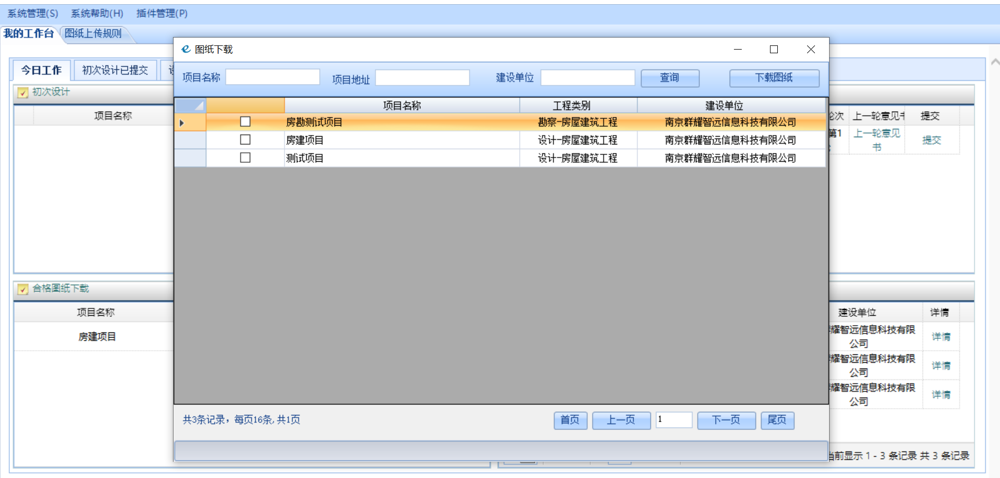 系统管理(S) 系统帮助(H) 插件管理(P)
我的工作台 图纸上传规则
图纸下载
今日工作 初次设计已提交
项目名称 项目地址 建设单位 查询 下载图纸
初次设计
项目名称 工程类别 建设单位
项目名称
轮次 上一轮意见书 提交
房勘测试项目 勘察-房屋建筑工程 南京群耀智远信息科技有限公司
房建项目 设计-房屋建筑工程 南京群耀智远信息科技有限公司
测试项目 设计-房屋建筑工程 南京群耀智远信息科技有限公司
第1 上一轮意见
书 提交
合格图纸下载
项目名称
房建项目
建设单位 详情
耀智远信息科技有限
公司 详情
耀智远信息科技有限
公司 详情
耀智远信息科技有限
公司 详情
共3条记录，每页16条,共1页 首页 上一页 1 下一页 尾页
当前显示 1 - 3 条记录 共 3 条记录